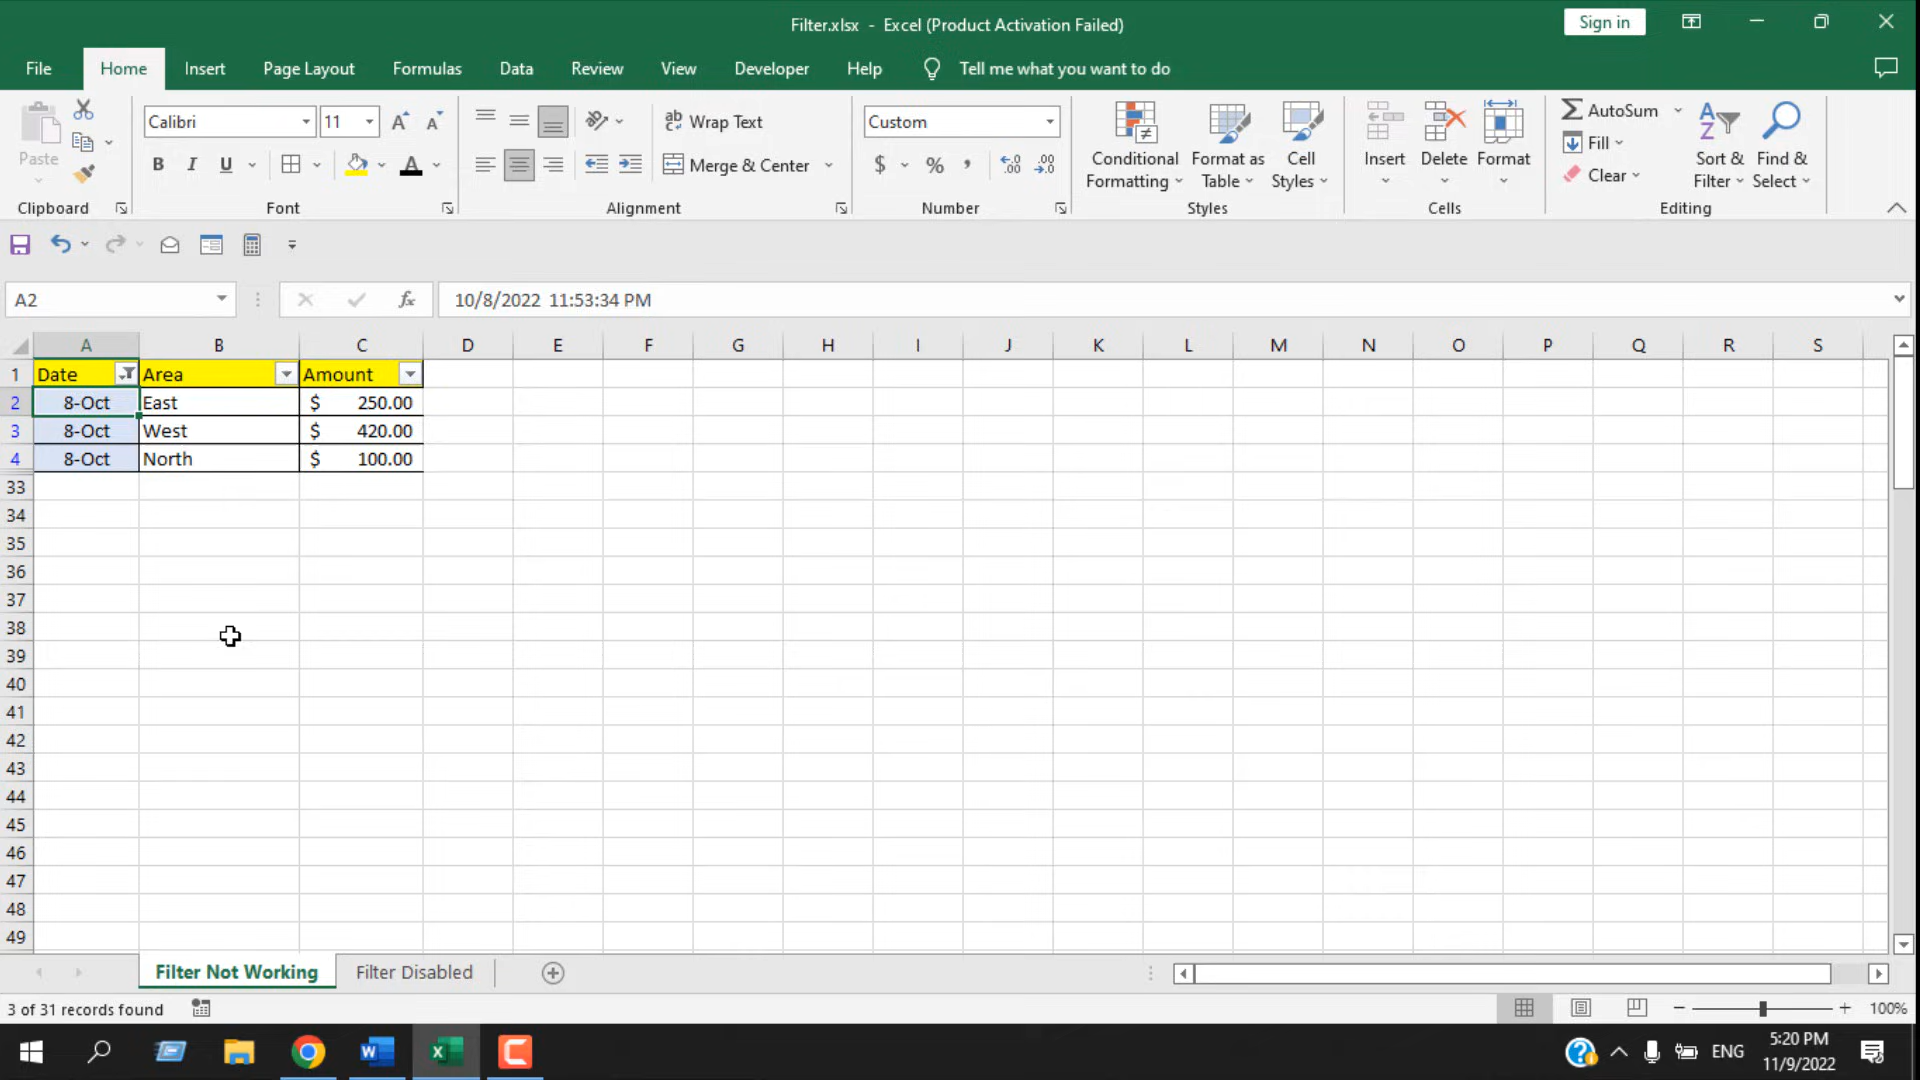 Filter.xlsx - Excel (Product Activation Failed)
Sign in
File Home Insert Page Layout Formulas Data Review View Developer Help Tell me what you want to do
Paste
Clipboard
Calibri 11
B I U A
Font
ab Wrap Text
Merge & Center
Alignment
Custom
$ % ,
Number
Conditional Formatting
Format as Table
Cell Styles
Styles
Insert Delete Format
Cells
AutoSum
Fill
Clear
Sort & Filter
Find & Select
Editing
A2 fx 10/8/2022 11:53:34 PM
A B C D E F G H I J K L M N O P Q R S
1 Date Area Amount
2 8-Oct East $ 250.00
3 8-Oct West $ 420.00
4 8-Oct North $ 100.00
33
34
35
36
37
38
39
40
41
42
43
44
45
46
47
48
49
Filter Not Working Filter Disabled
3 of 31 records found 100%
ENG 5:20 PM
11/9/2022